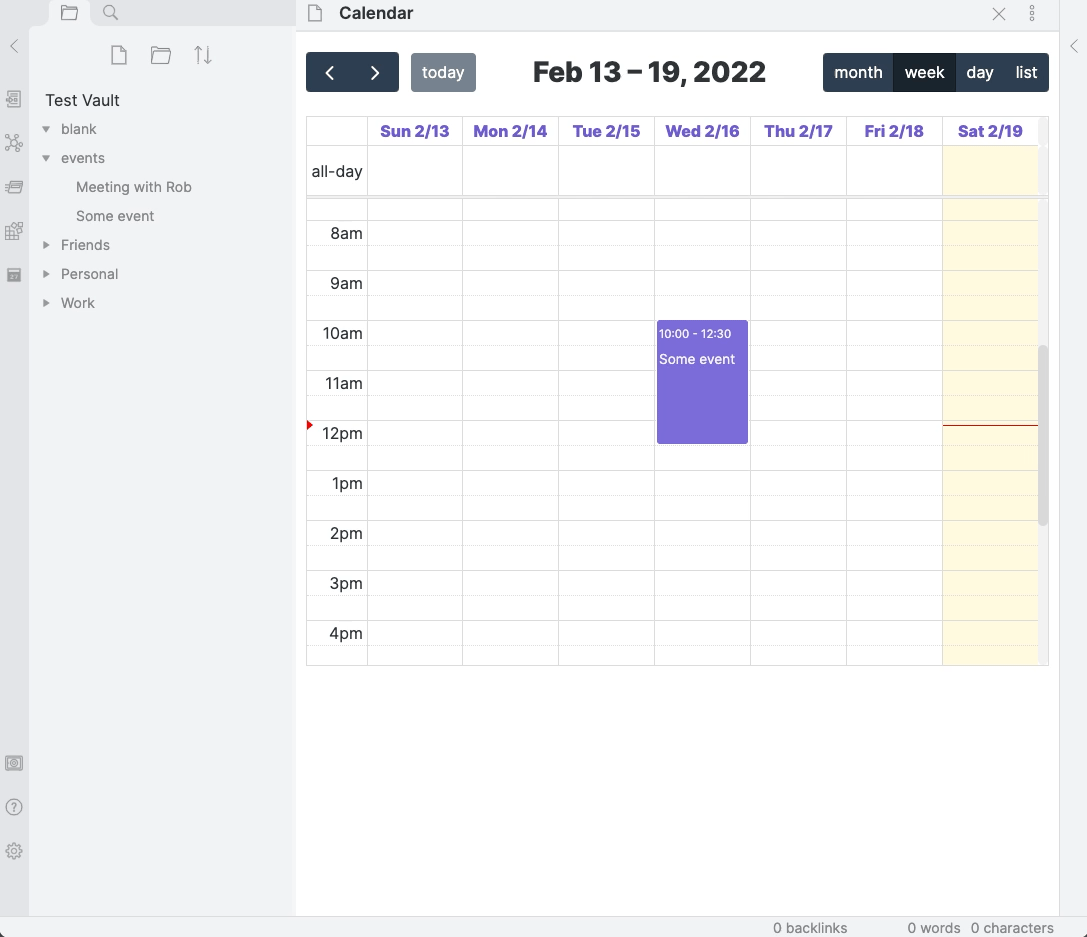 Calendar
today
Feb 13 – 19, 2022
month week day list
Test Vault
blank
events
Meeting with Rob
Some event
Friends
Personal
Work
Sun 2/13 Mon 2/14 Tue 2/15 Wed 2/16 Thu 2/17 Fri 2/18 Sat 2/19
all-day
8am
9am
10am
10:00 - 12:30
Some event
11am
12pm
1pm
2pm
3pm
4pm
0 backlinks 0 words 0 characters